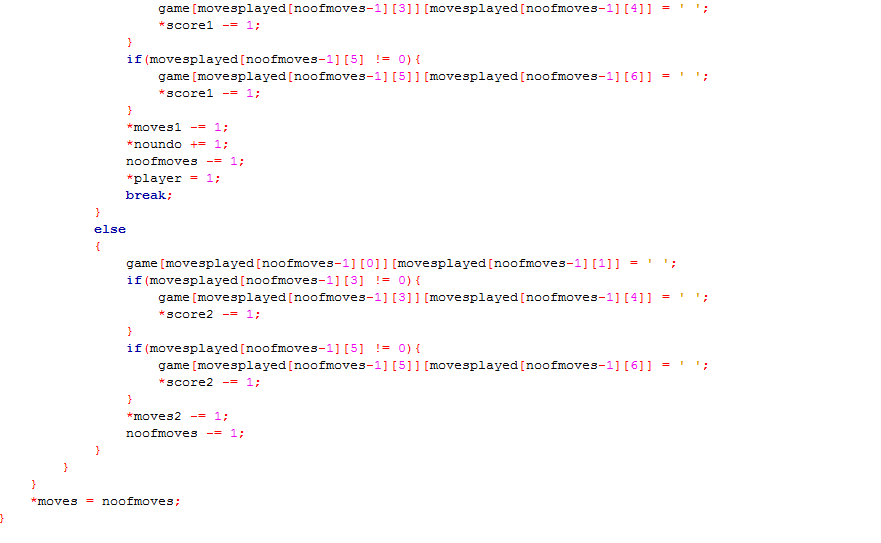 game[movesplayed[noofmoves-1][3]][movesplayed[noofmoves-1][4]] = ' ';
*score1 -= 1;
}
if(movesplayed[noofmoves-1][5] != 0){
game[movesplayed[noofmoves-1][5]][movesplayed[noofmoves-1][6]] = ' ';
*score1 -= 1;
}
*moves1 -= 1;
*noundo += 1;
noofmoves -= 1;
*player = 1;
break;
}
else
{
game[movesplayed[noofmoves-1][0]][movesplayed[noofmoves-1][1]] = ' ';
if(movesplayed[noofmoves-1][3] != 0){
game[movesplayed[noofmoves-1][3]][movesplayed[noofmoves-1][4]] = ' ';
*score2 -= 1;
}
if(movesplayed[noofmoves-1][5] != 0){
game[movesplayed[noofmoves-1][5]][movesplayed[noofmoves-1][6]] = ' ';
*score2 -= 1;
}
*moves2 -= 1;
noofmoves -= 1;
}
}
}
*moves = noofmoves;
}